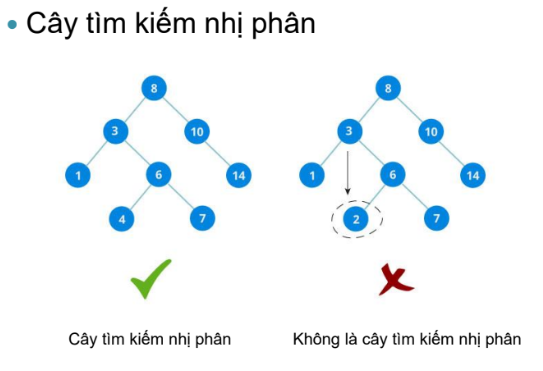 • Cây tìm kiếm nhị phân
8 8
3 10 3 10
1 6 14 1 6 14
4 7 2 7
Cây tìm kiếm nhị phân Không là cây tìm kiếm nhị phân